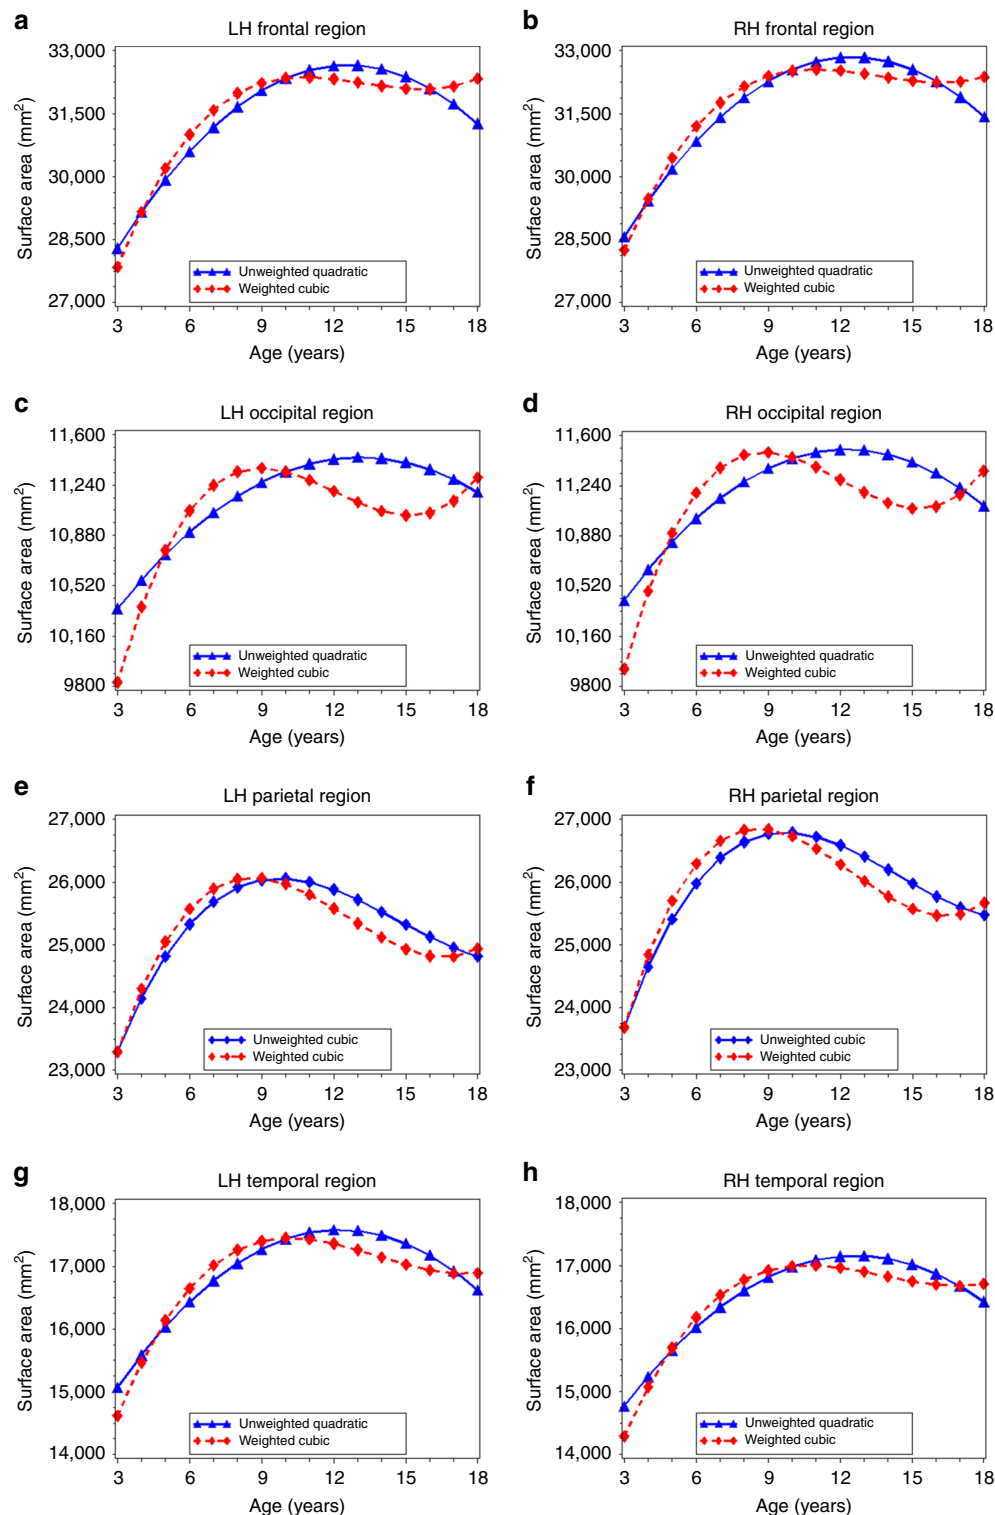 a
LH frontal region
33,000
31,500
30,000
28,500
27,000
Surface area (mm²)
Unweighted quadratic
Weighted cubic
3 6 9 12 15 18
Age (years)
b
RH frontal region
33,000
31,500
30,000
28,500
27,000
Surface area (mm²)
Unweighted quadratic
Weighted cubic
3 6 9 12 15 18
Age (years)
c
LH occipital region
11,600
11,240
10,880
10,520
10,160
9800
Surface area (mm²)
Unweighted quadratic
Weighted cubic
3 6 9 12 15 18
Age (years)
d
RH occipital region
11,600
11,240
10,880
10,520
10,160
9800
Surface area (mm²)
Unweighted quadratic
Weighted cubic
3 6 9 12 15 18
Age (years)
e
LH parietal region
27,000
26,000
25,000
24,000
23,000
Surface area (mm²)
Unweighted cubic
Weighted cubic
3 6 9 12 15 18
Age (years)
f
RH parietal region
27,000
26,000
25,000
24,000
23,000
Surface area (mm²)
Unweighted cubic
Weighted cubic
3 6 9 12 15 18
Age (years)
g
LH temporal region
18,000
17,000
16,000
15,000
14,000
Surface area (mm²)
Unweighted quadratic
Weighted cubic
3 6 9 12 15 18
Age (years)
h
RH temporal region
18,000
17,000
16,000
15,000
14,000
Surface area (mm²)
Unweighted quadratic
Weighted cubic
3 6 9 12 15 18
Age (years)